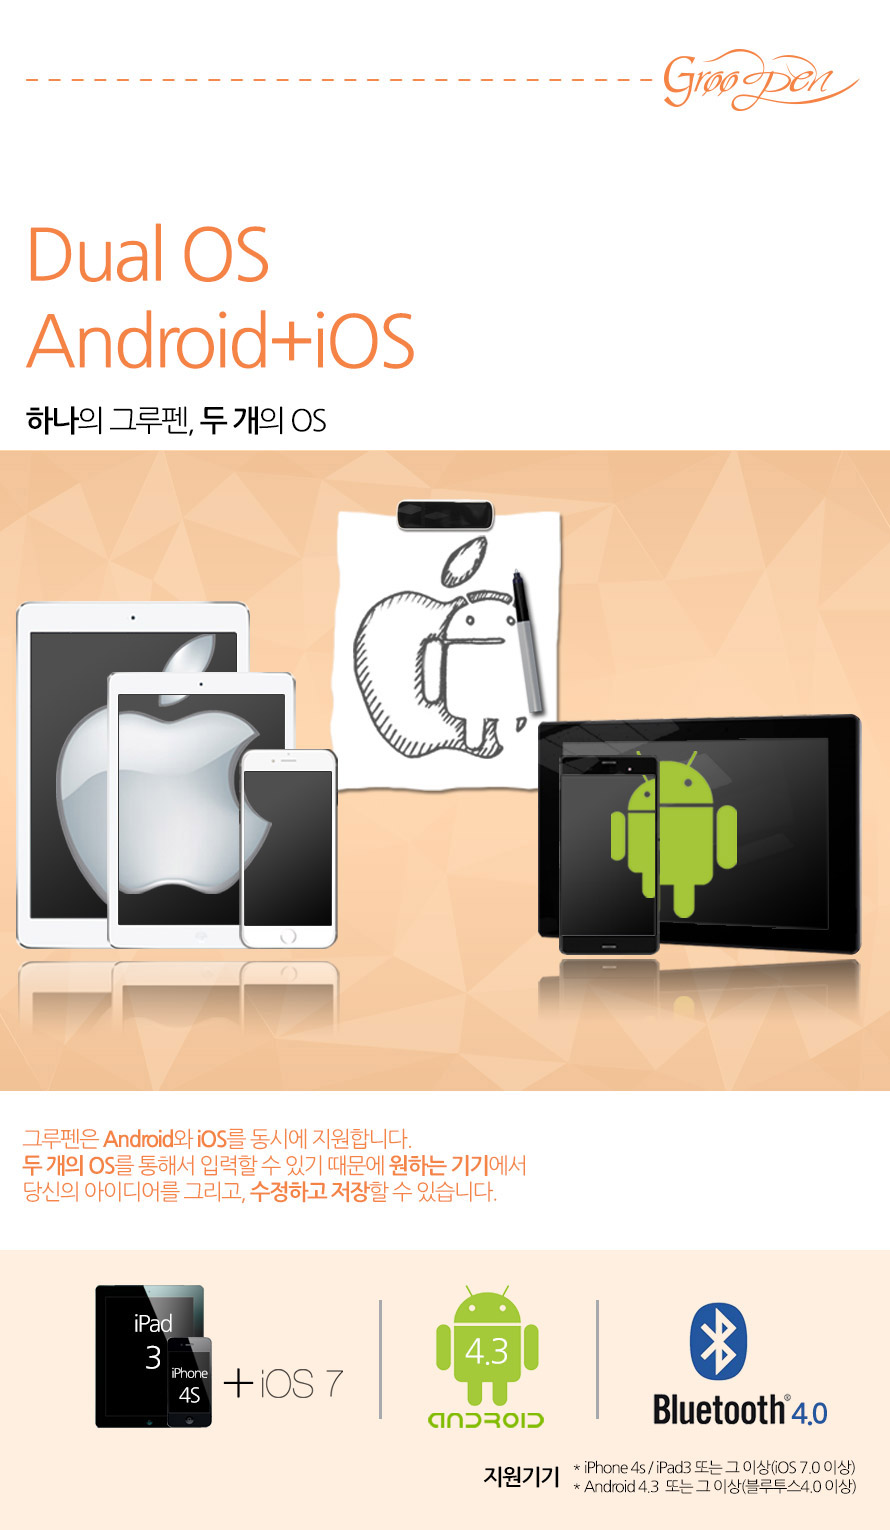 GrooPen
Dual OS
Android+iOS
하나의 그루펜, 두 개의 OS
그루펜은 Android와 iOS를 동시에 지원합니다.
두 개의 OS를 통해서 입력할 수 있기 때문에 원하는 기기에서
당신의 아이디어를 그리고, 수정하고 저장할 수 있습니다.
iPad
3
iPhone
4S
+iOS 7
4.3
ANDROID
Bluetooth® 4.0
지원기기
* iPhone 4s / iPad3 또는 그 이상(iOS 7.0 이상)
* Android 4.3 또는 그 이상(블루투스4.0 이상)